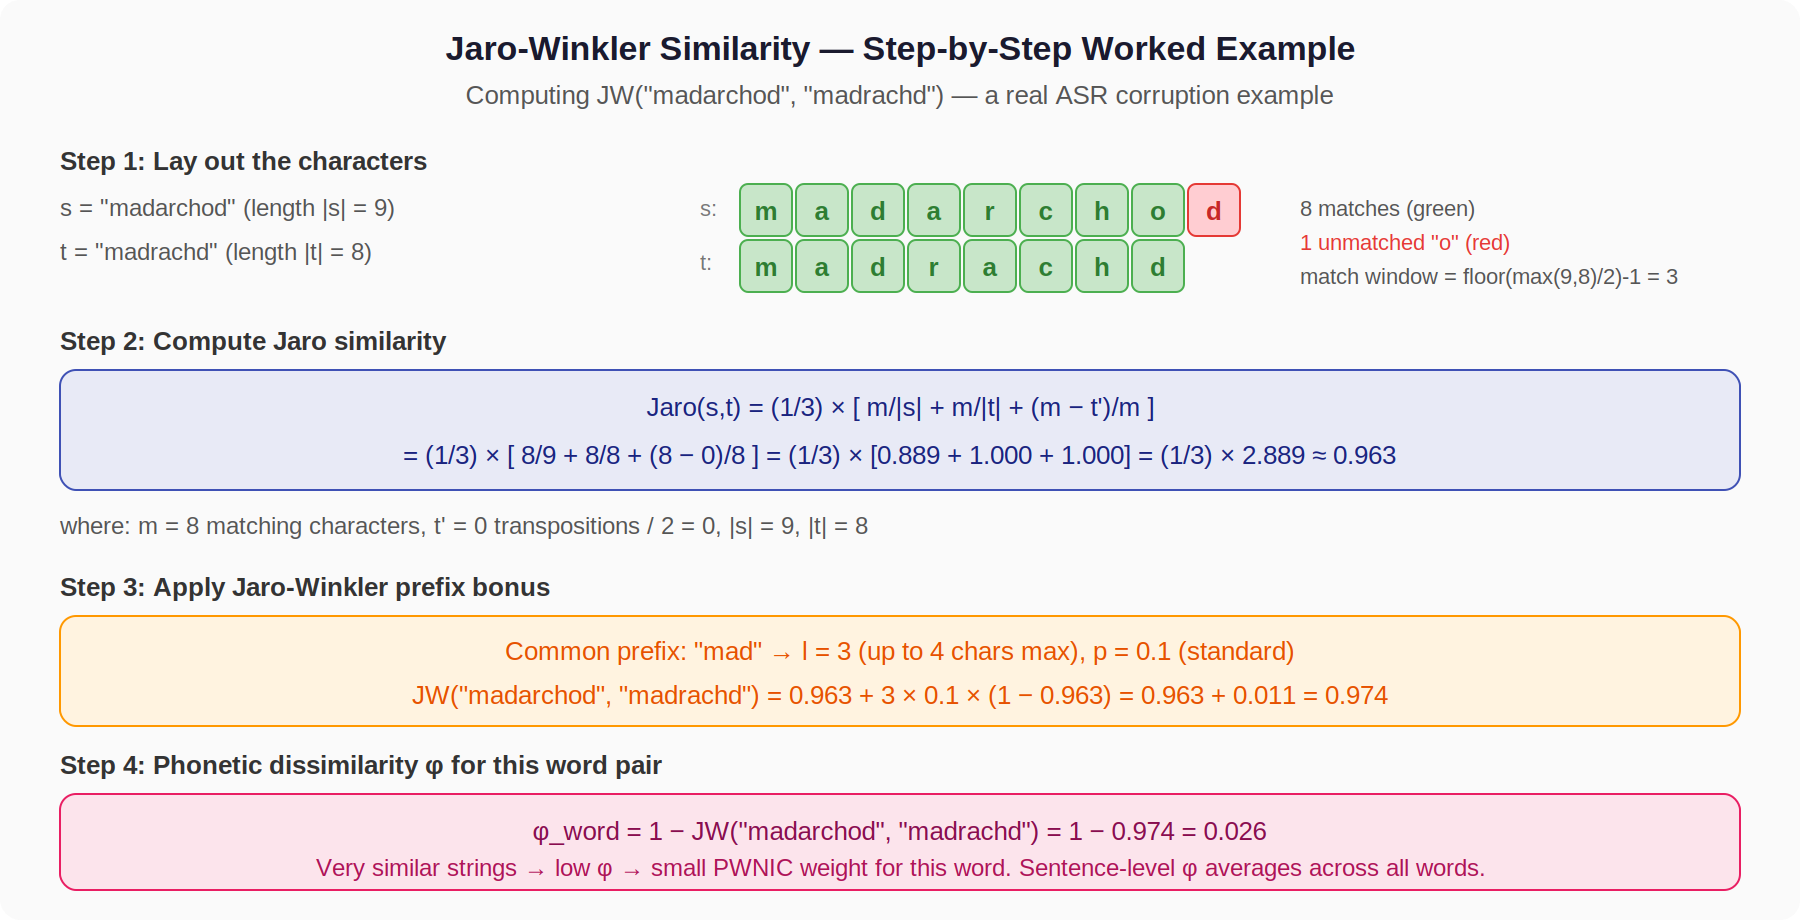 Jaro-Winkler Similarity — Step-by-Step Worked Example
Computing JW("madarchod", "madrachd") — a real ASR corruption example
Step 1: Lay out the characters
s = "madarchod" (length |s| = 9)
t = "madrachd" (length |t| = 8)
s: m a d a r c h o d
t: m a d r a c h d
8 matches (green)
1 unmatched "o" (red)
match window = floor(max(9,8)/2)-1 = 3
Step 2: Compute Jaro similarity
Jaro(s,t) = (1/3) × [ m/|s| + m/|t| + (m − t')/m ]
= (1/3) × [ 8/9 + 8/8 + (8 − 0)/8 ] = (1/3) × [0.889 + 1.000 + 1.000] = (1/3) × 2.889 ≈ 0.963
where: m = 8 matching characters, t' = 0 transpositions / 2 = 0, |s| = 9, |t| = 8
Step 3: Apply Jaro-Winkler prefix bonus
Common prefix: "mad" → l = 3 (up to 4 chars max), p = 0.1 (standard)
JW("madarchod", "madrachd") = 0.963 + 3 × 0.1 × (1 − 0.963) = 0.963 + 0.011 = 0.974
Step 4: Phonetic dissimilarity φ for this word pair
φ_word = 1 − JW("madarchod", "madrachd") = 1 − 0.974 = 0.026
Very similar strings → low φ → small PWNIC weight for this word. Sentence-level φ averages across all words.